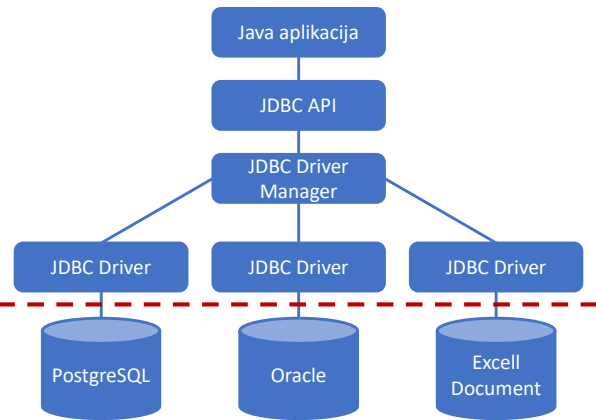 Java aplikacija
JDBC API
JDBC Driver
Manager
JDBC Driver
JDBC Driver
JDBC Driver
PostgreSQL
Oracle
Excell
Document